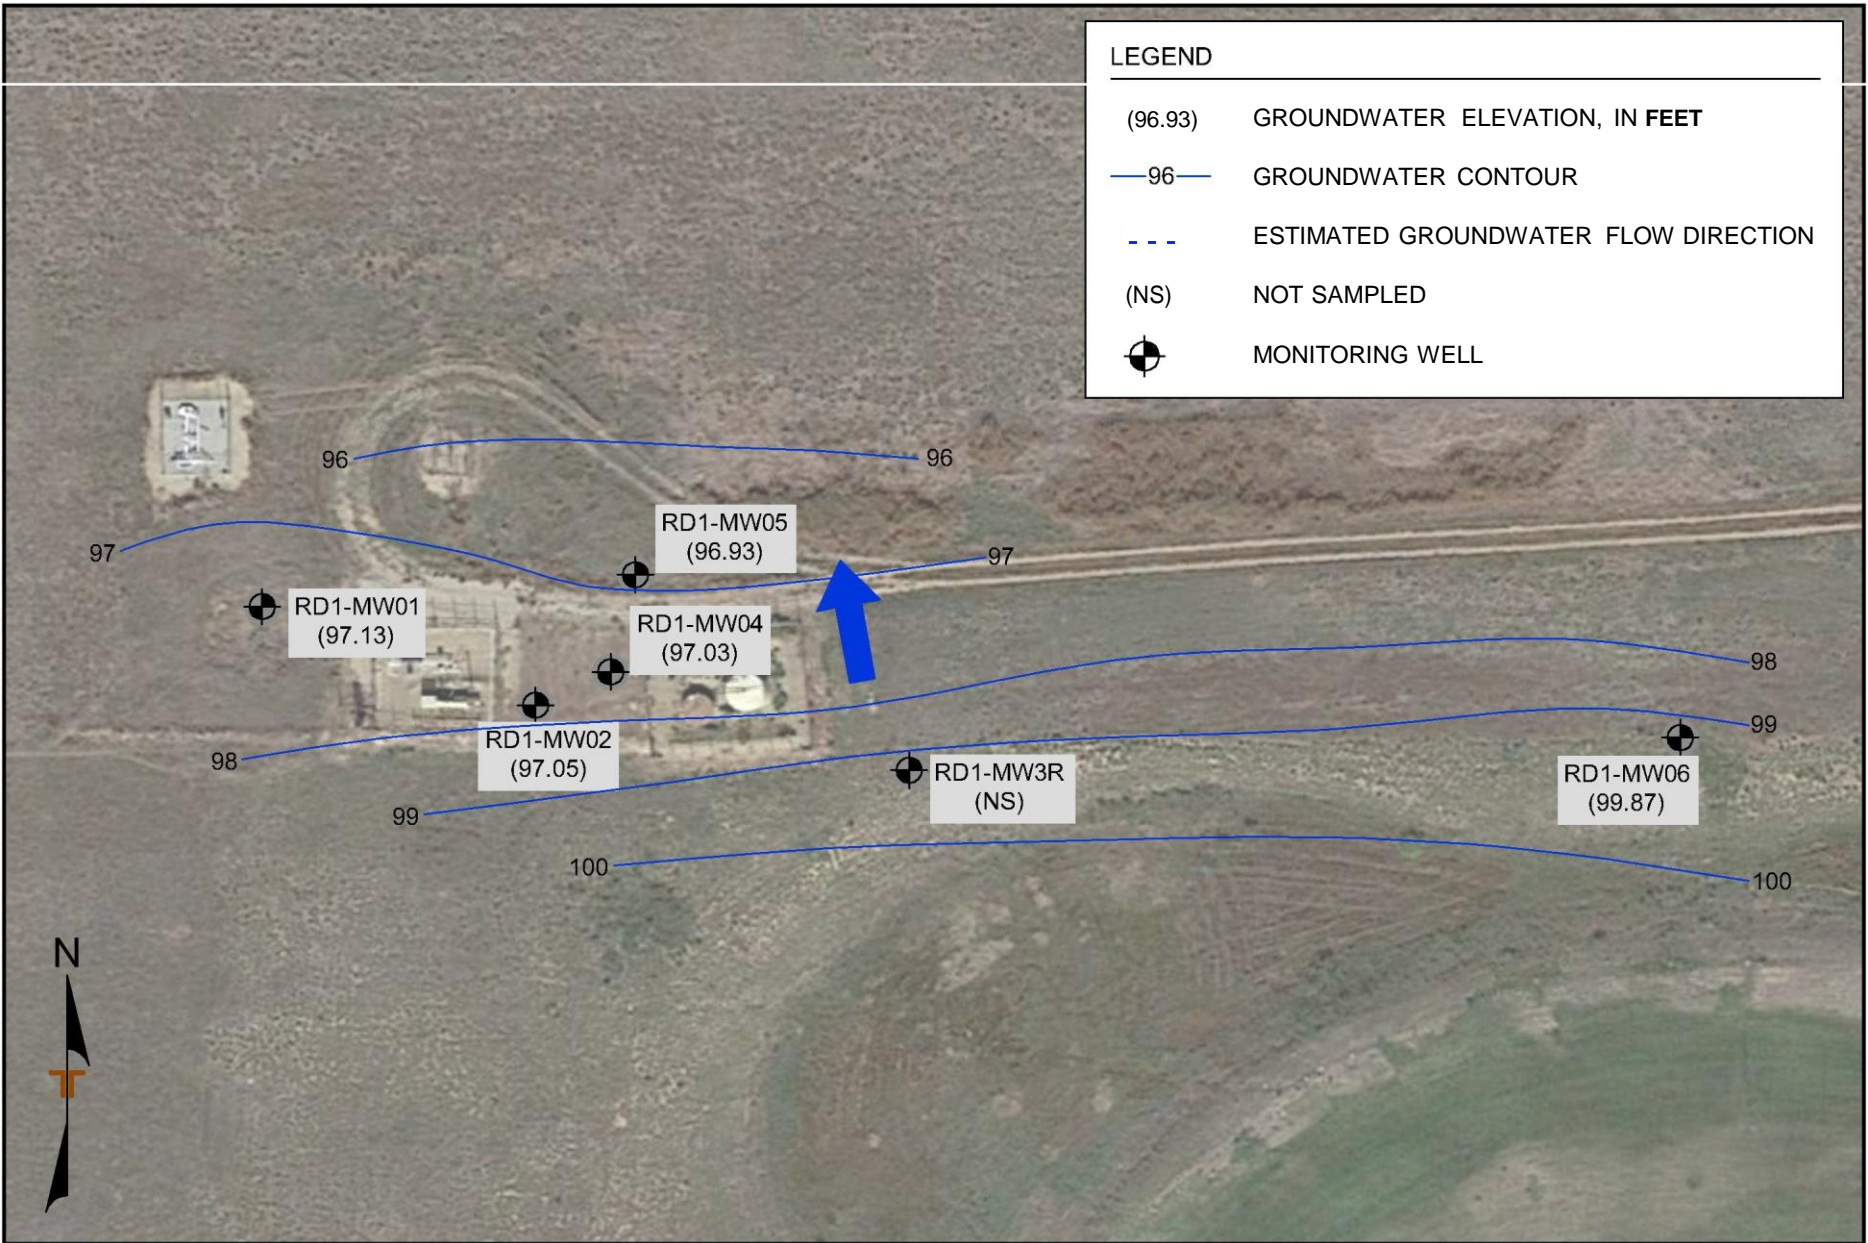 LEGEND
(96.93) GROUNDWATER ELEVATION, IN FEET
96 GROUNDWATER CONTOUR
ESTIMATED GROUNDWATER FLOW DIRECTION
(NS) NOT SAMPLED
MONITORING WELL
96
96
RD1-MW05
(96.93)
97
97
RD1-MW01
(97.13)
RD1-MW04
(97.03)
98
RD1-MW02
(97.05)
98
99
RD1-MW3R
(NS)
RD1-MW06
(99.87)
99
100
100
N